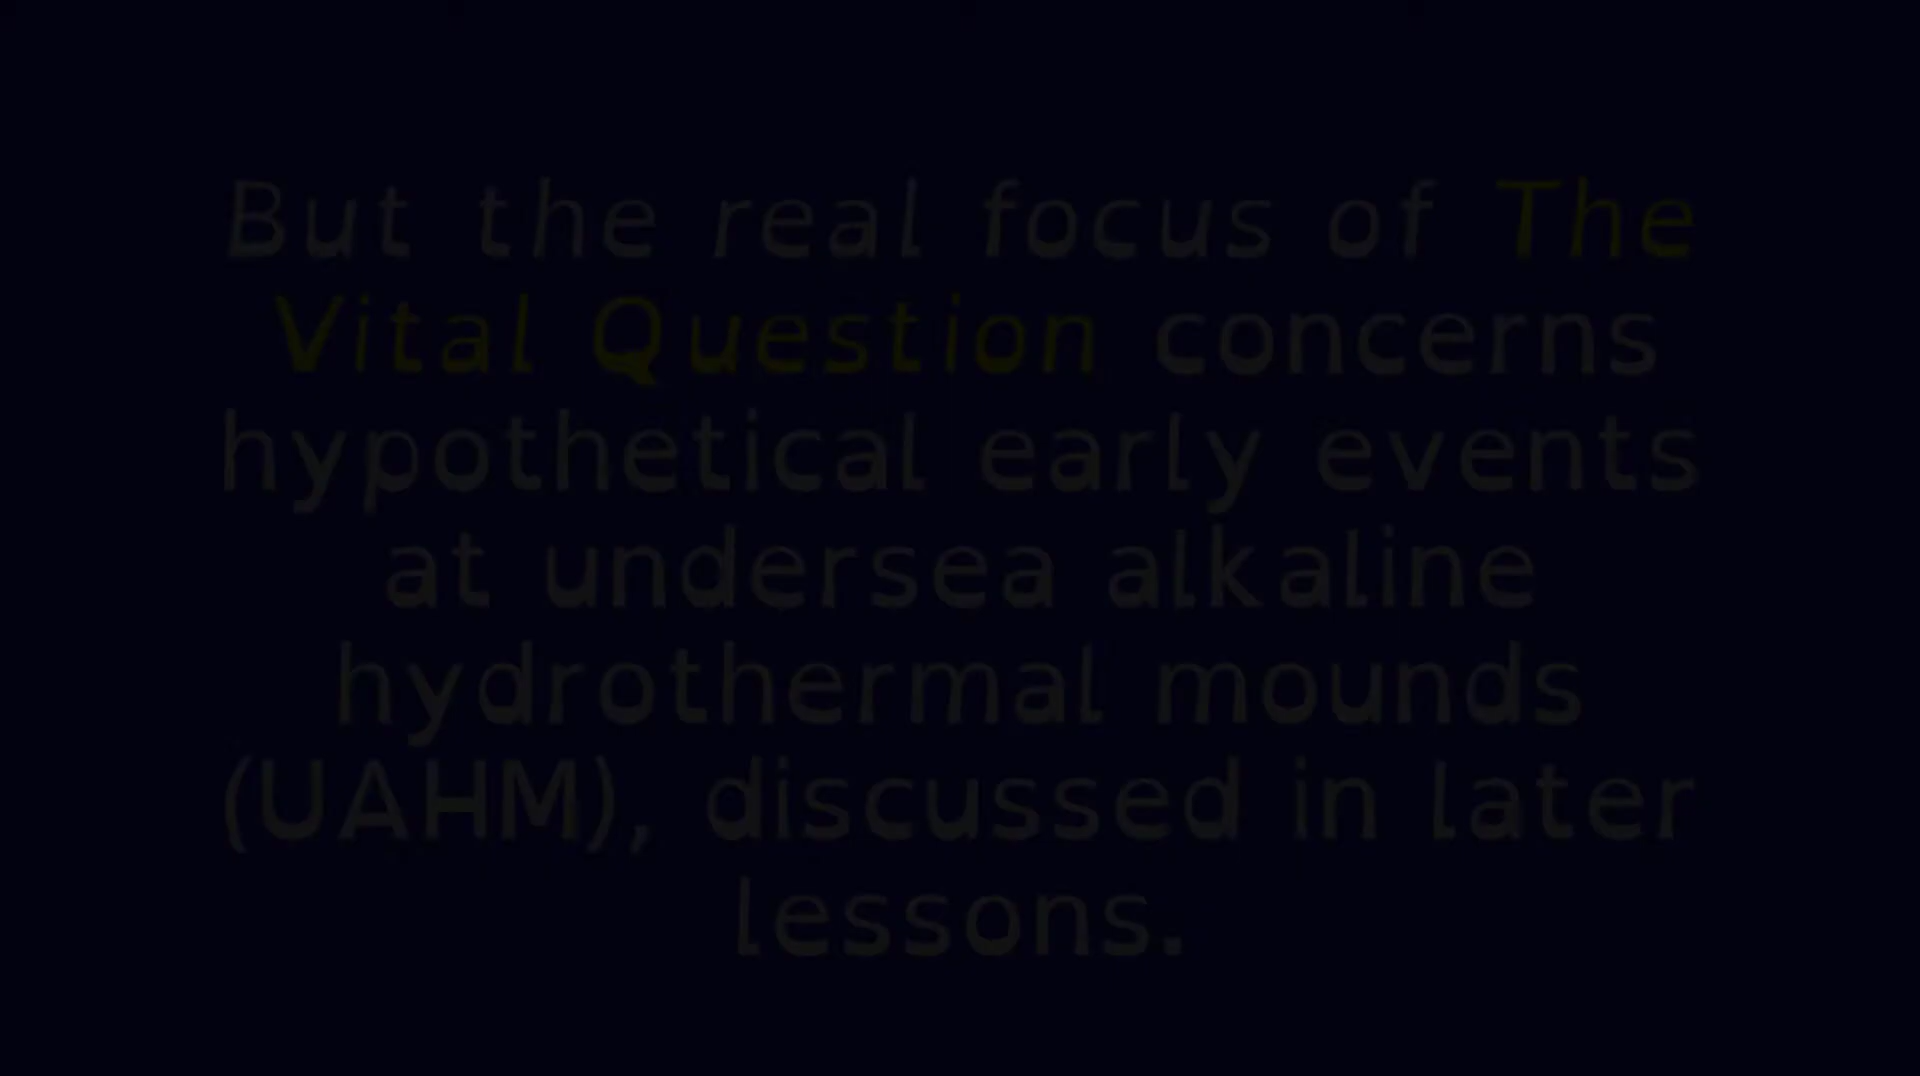 But the real focus of The
Vital Question concerns
hypothetical early events
at undersea alkaline
hydrothermal mounds
(UAHM), discussed in later
lessons.